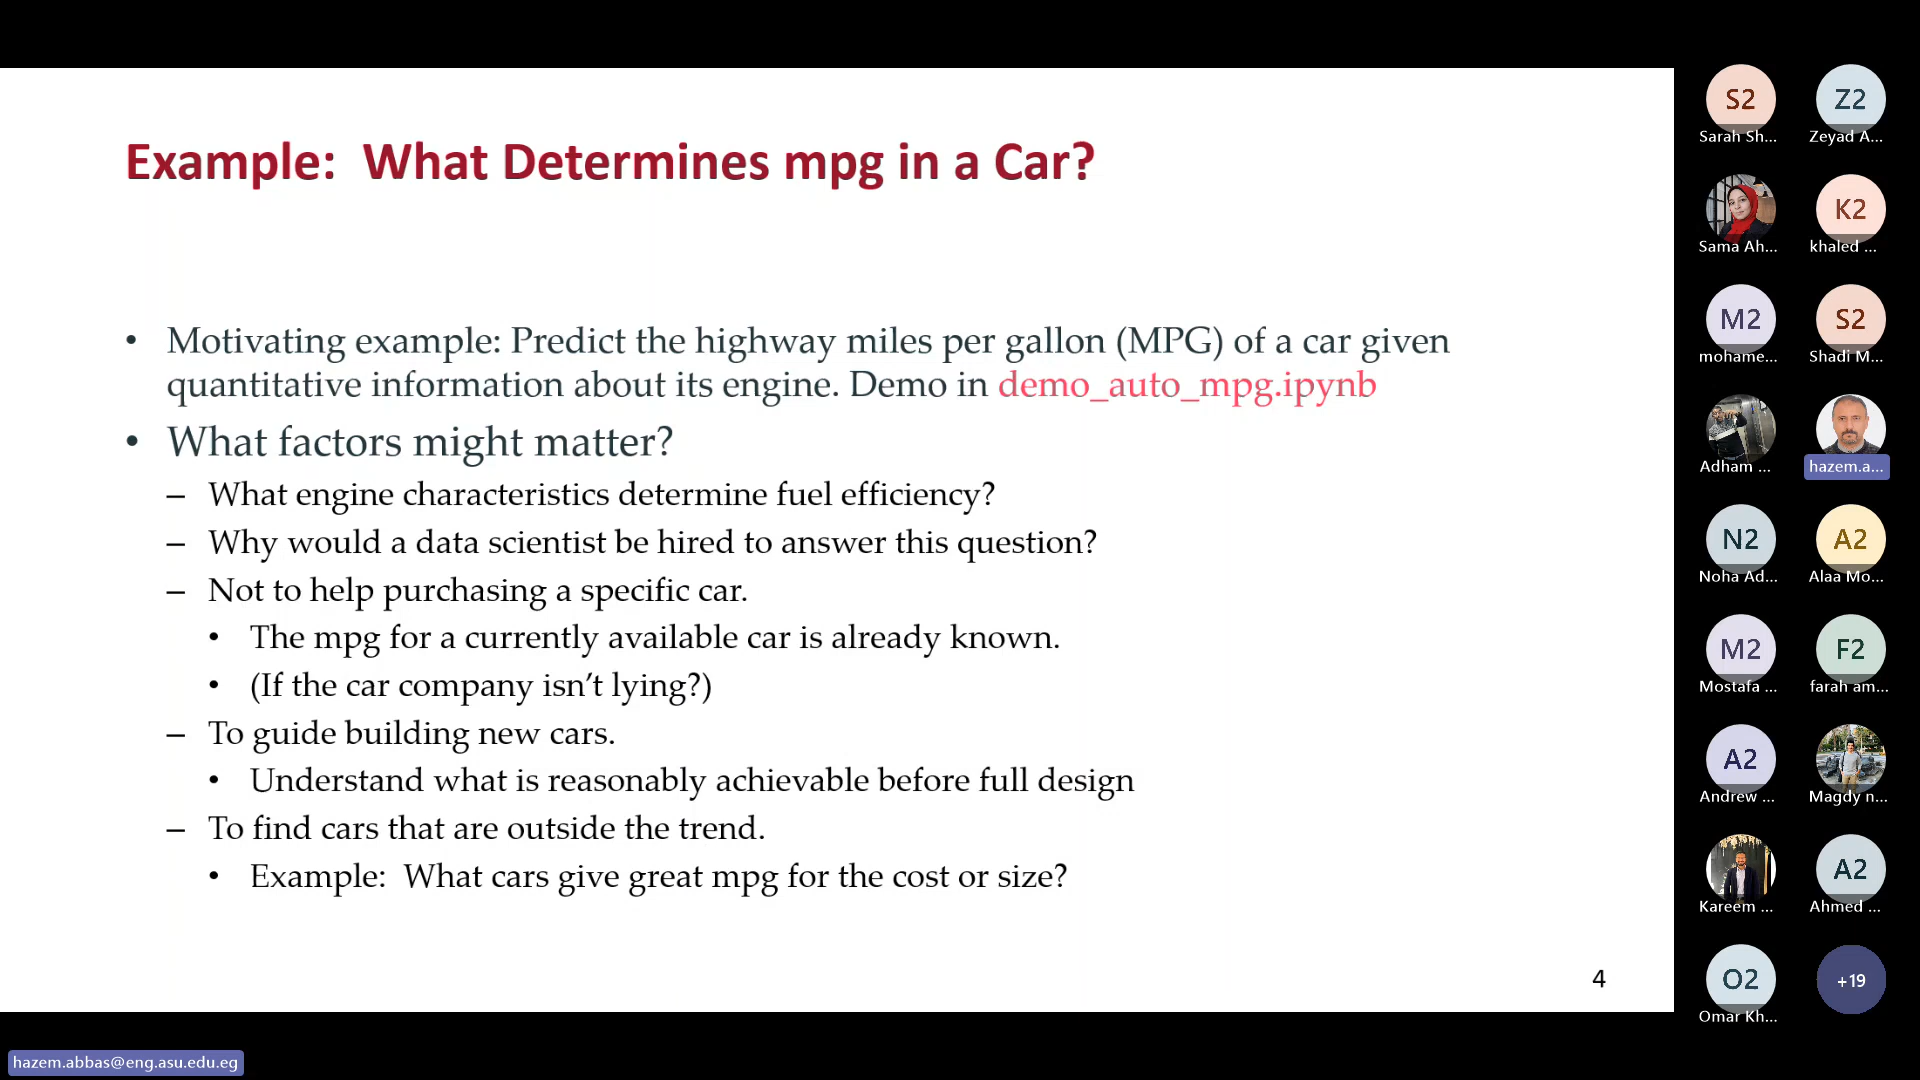 Example:  What Determines mpg in a Car?
• Motivating example: Predict the highway miles per gallon (MPG) of a car given
quantitative information about its engine. Demo in demo_auto_mpg.ipynb
• What factors might matter?
– What engine characteristics determine fuel efficiency?
– Why would a data scientist be hired to answer this question?
– Not to help purchasing a specific car.
• The mpg for a currently available car is already known.
• (If the car company isn’t lying?)
– To guide building new cars.
• Understand what is reasonably achievable before full design
– To find cars that are outside the trend.
• Example:  What cars give great mpg for the cost or size?
4
hazem.abbas@eng.asu.edu.eg
S2
Sarah Sh...
Z2
Zeyad A...
Sama Ah...
K2
khaled ...
M2
mohame...
S2
Shadi M...
Adham ...
hazem.a...
N2
Noha Ad...
A2
Alaa Mo...
M2
Mostafa ...
F2
farah am...
A2
Andrew ...
Magdy n...
Kareem ...
A2
Ahmed ...
O2
Omar Kh...
+19